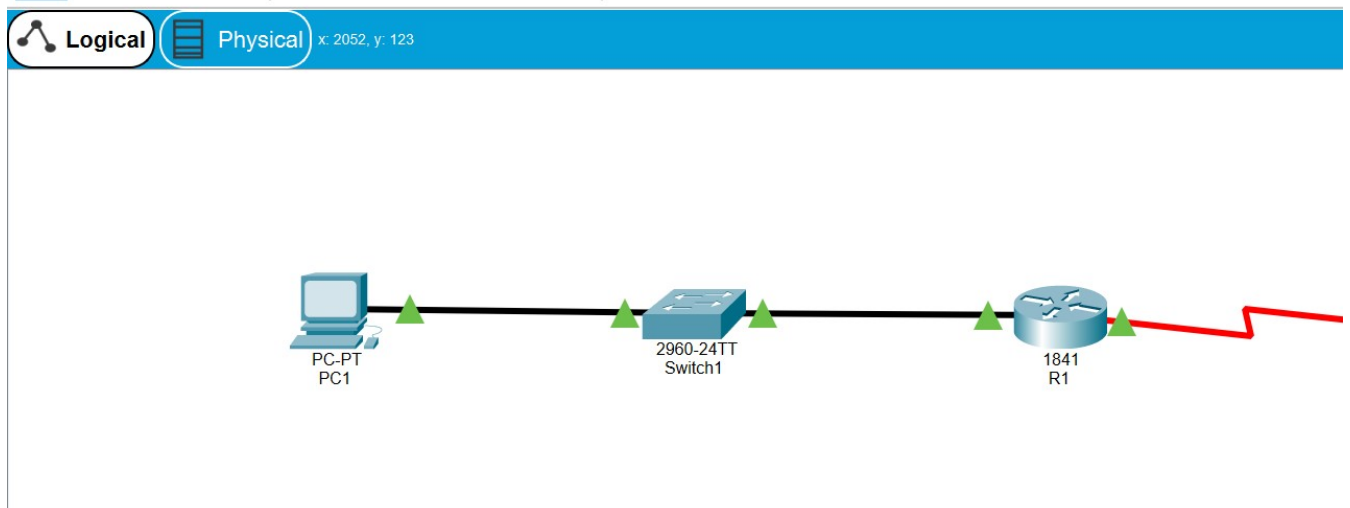 Logical
Physical
x: 2052, y: 123
PC-PT
PC1
2960-24TT
Switch1
1841
R1